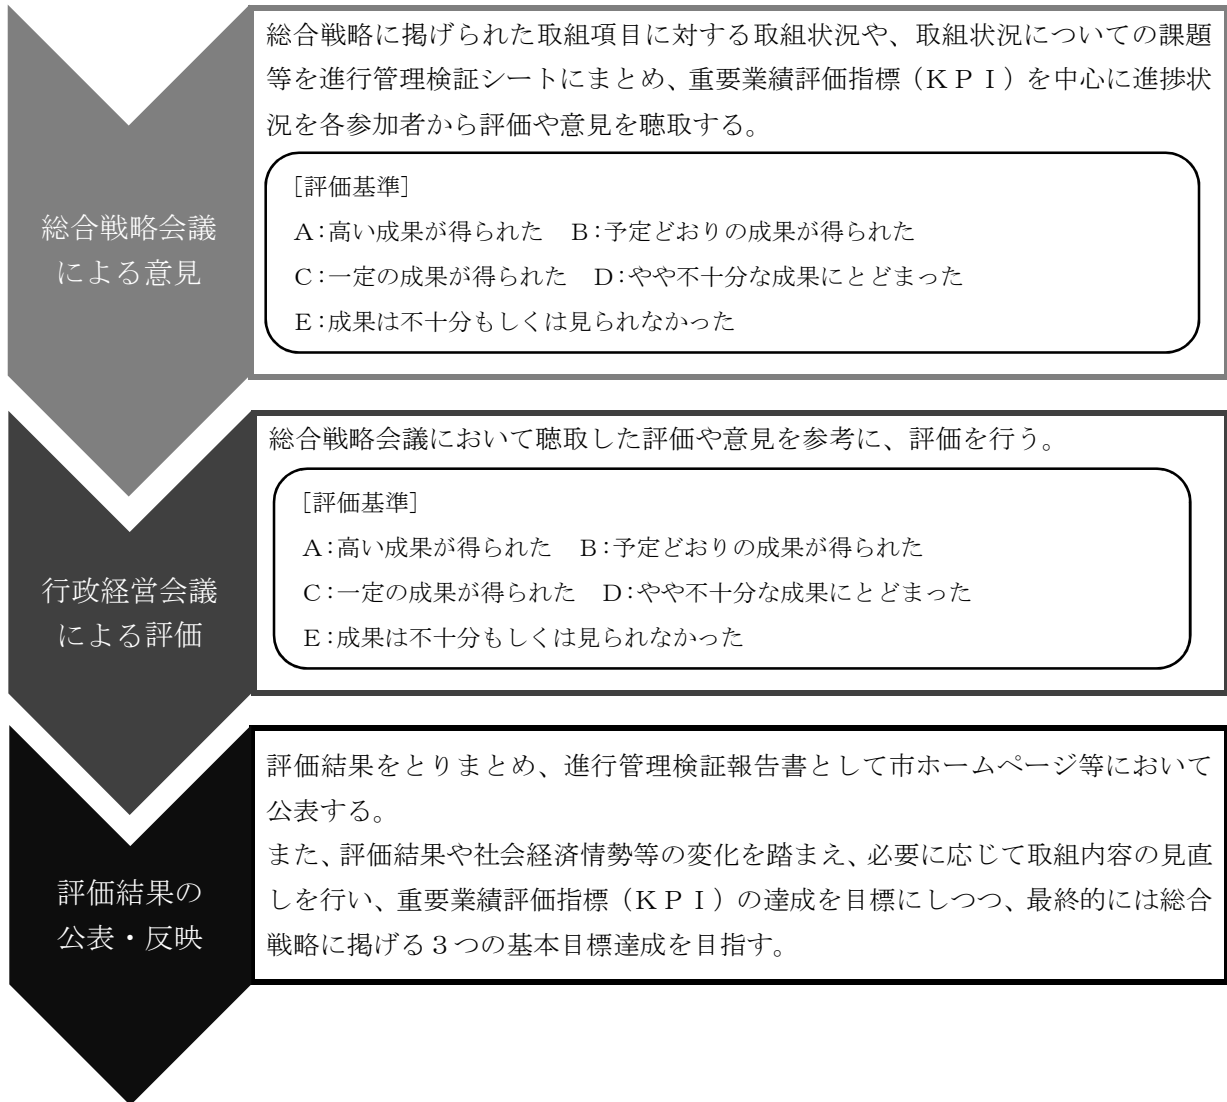 総合戦略会議
による意見
総合戦略に掲げられた取組項目に対する取組状況や、取組状況についての課題
等を進行管理検証シートにまとめ、重要業績評価指標（ＫＰＩ）を中心に進捗状
況を各参加者から評価や意見を聴取する。
［評価基準］
Ａ：高い成果が得られた　Ｂ：予定どおりの成果が得られた
Ｃ：一定の成果が得られた　Ｄ：やや不十分な成果にとどまった
Ｅ：成果は不十分もしくは見られなかった
行政経営会議
による評価
総合戦略会議において聴取した評価や意見を参考に、評価を行う。
［評価基準］
Ａ：高い成果が得られた　Ｂ：予定どおりの成果が得られた
Ｃ：一定の成果が得られた　Ｄ：やや不十分な成果にとどまった
Ｅ：成果は不十分もしくは見られなかった
評価結果の
公表・反映
評価結果をとりまとめ、進行管理検証報告書として市ホームページ等において
公表する。
また、評価結果や社会経済情勢等の変化を踏まえ、必要に応じて取組内容の見直
しを行い、重要業績評価指標（ＫＰＩ）の達成を目標にしつつ、最終的には総合
戦略に掲げる３つの基本目標達成を目指す。